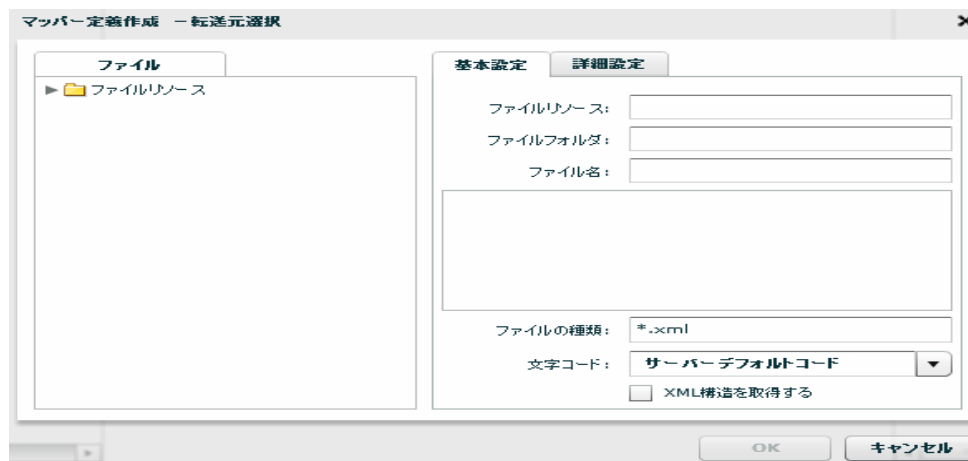 マッパー定義作成 －転送元選択
ファイル
ファイルリソース
基本設定
詳細設定
ファイルリソース:
ファイルフォルダ:
ファイル名:
ファイルの種類: *.xml
文字コード: サーバーデフォルトコード
XML構造を取得する
OK
キャンセル